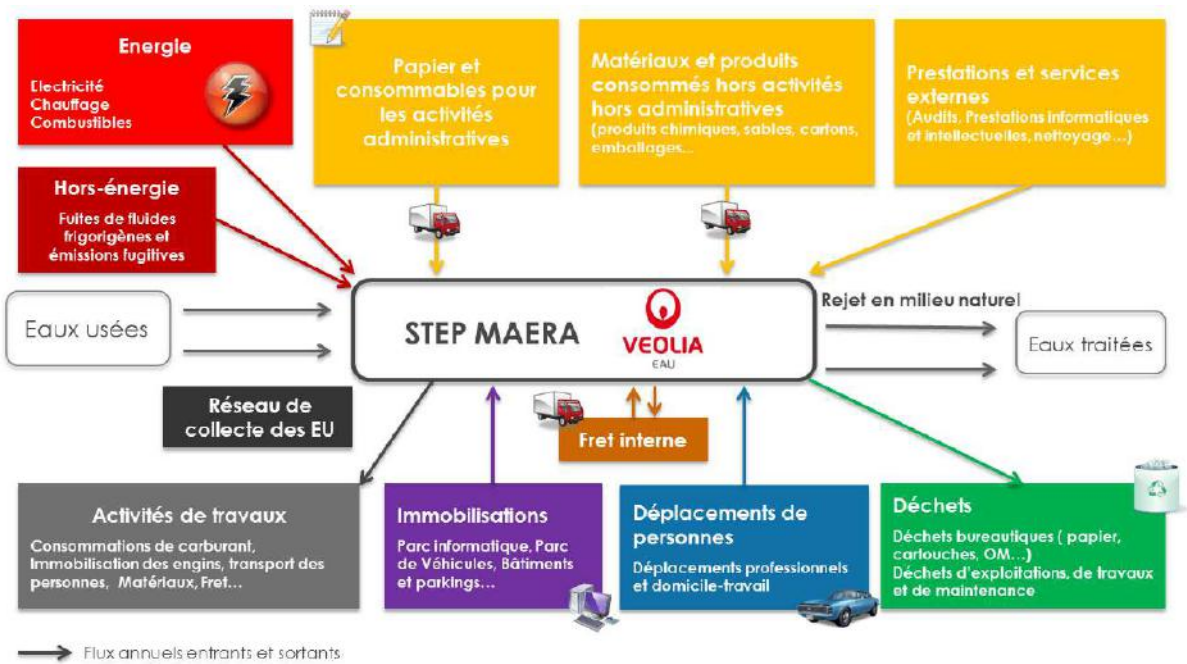 Energie
Electricité
Chauffage
Combustibles
Papier et
consommables pour
les activités
administratives
Matériaux et produits
consommés hors activités
hors administratives
(produits chimiques, sables, cartons,
emballages...
Prestations et services
externes
(Audits, Prestations informatiques
et intellectuelles, nettoyage...)
Hors-énergie
Fuites de fluides
frigorigènes et
émissions fugitives
Eaux usées
STEP MAERA
VEOLIA
EAU
Rejet en milieu naturel
Eaux traitées
Réseau de
collecte des EU
Fret interne
Activités de travaux
Consommations de carburant,
Immobilisation des engins, transport des
personnes, Matériaux, Fret...
Immobilisations
Parc informatique, Parc
de Véhicules, Bâtiments
et parkings...
Déplacements de
personnes
Déplacements professionnels
et domicile-travail
Déchets
Déchets bureautiques ( papier,
cartouches, OM...)
Déchets d'exploitations, de travaux
et de maintenance
Flux annuels entrants et sortants